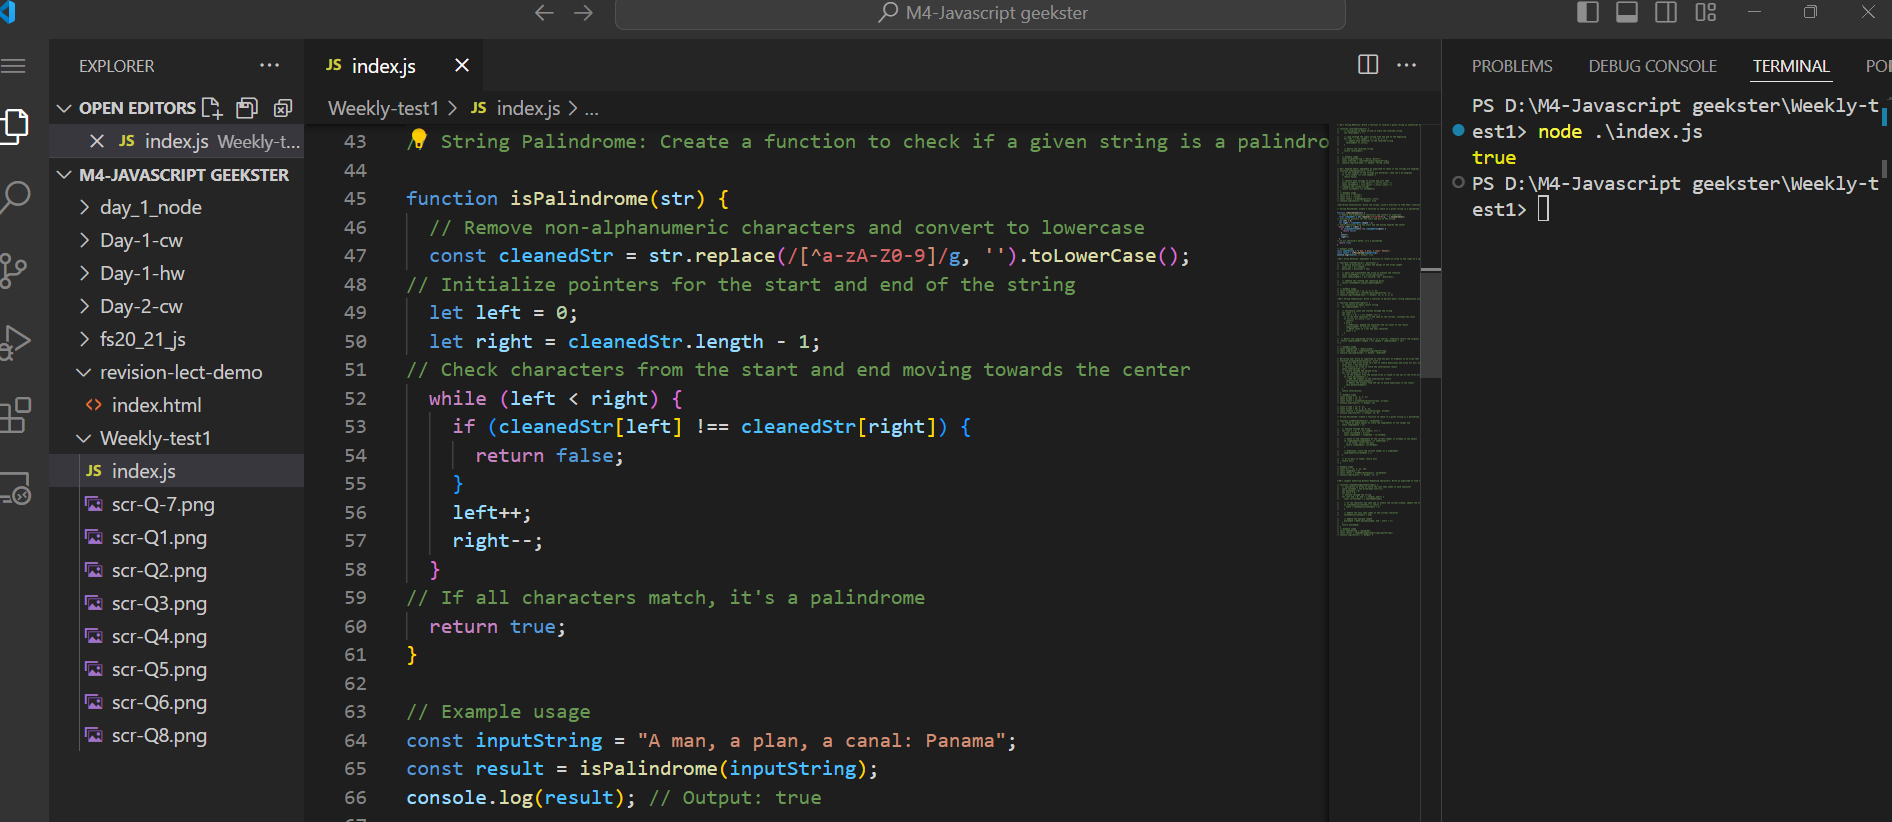 M4-Javascript geekster
EXPLORER
OPEN EDITORS
JS index.js Weekly-t...
M4-JAVASCRIPT GEEKSTER
day_1_node
Day-1-cw
Day-1-hw
Day-2-cw
fs20_21_js
revision-lect-demo
<> index.html
Weekly-test1
JS index.js
scr-Q-7.png
scr-Q1.png
scr-Q2.png
scr-Q3.png
scr-Q4.png
scr-Q5.png
scr-Q6.png
scr-Q8.png
JS index.js
Weekly-test1 > JS index.js > ...
43 // String Palindrome: Create a function to check if a given string is a palindro
44
45 function isPalindrome(str) {
46 // Remove non-alphanumeric characters and convert to lowercase
47 const cleanedStr = str.replace(/[^a-zA-Z0-9]/g, '').toLowerCase();
48 // Initialize pointers for the start and end of the string
49 let left = 0;
50 let right = cleanedStr.length - 1;
51 // Check characters from the start and end moving towards the center
52 while (left < right) {
53 if (cleanedStr[left] !== cleanedStr[right]) {
54 return false;
55 }
56 left++;
57 right--;
58 }
59 // If all characters match, it's a palindrome
60 return true;
61 }
62
63 // Example usage
64 const inputString = "A man, a plan, a canal: Panama";
65 const result = isPalindrome(inputString);
66 console.log(result); // Output: true
PROBLEMS DEBUG CONSOLE TERMINAL PO
PS D:\M4-Javascript geekster\Weekly-t
est1> node .\index.js
true
PS D:\M4-Javascript geekster\Weekly-t
est1>